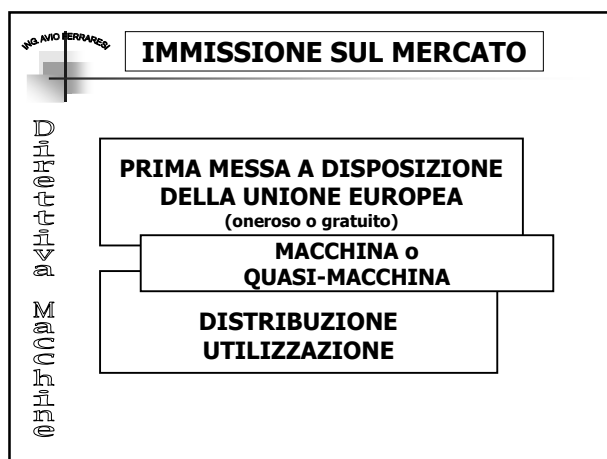 ING. AVIO FERRARESI
IMMISSIONE SUL MERCATO
Direttiva Macchine
PRIMA MESSA A DISPOSIZIONE
DELLA UNIONE EUROPEA
(oneroso o gratuito)
MACCHINA o
QUASI-MACCHINA
DISTRIBUZIONE
UTILIZZAZIONE